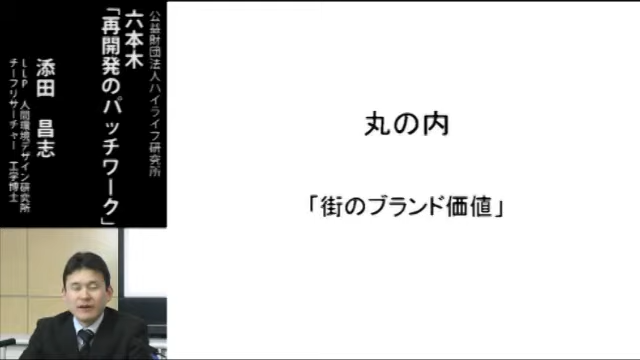 公益財団法人ハイライフ研究所
六本木
「再開発のパッチワーク」
添田 昌志
LLP 人間環境デザイン研究所
チーフリサーチャー 工学博士
丸の内
「街のブランド価値」